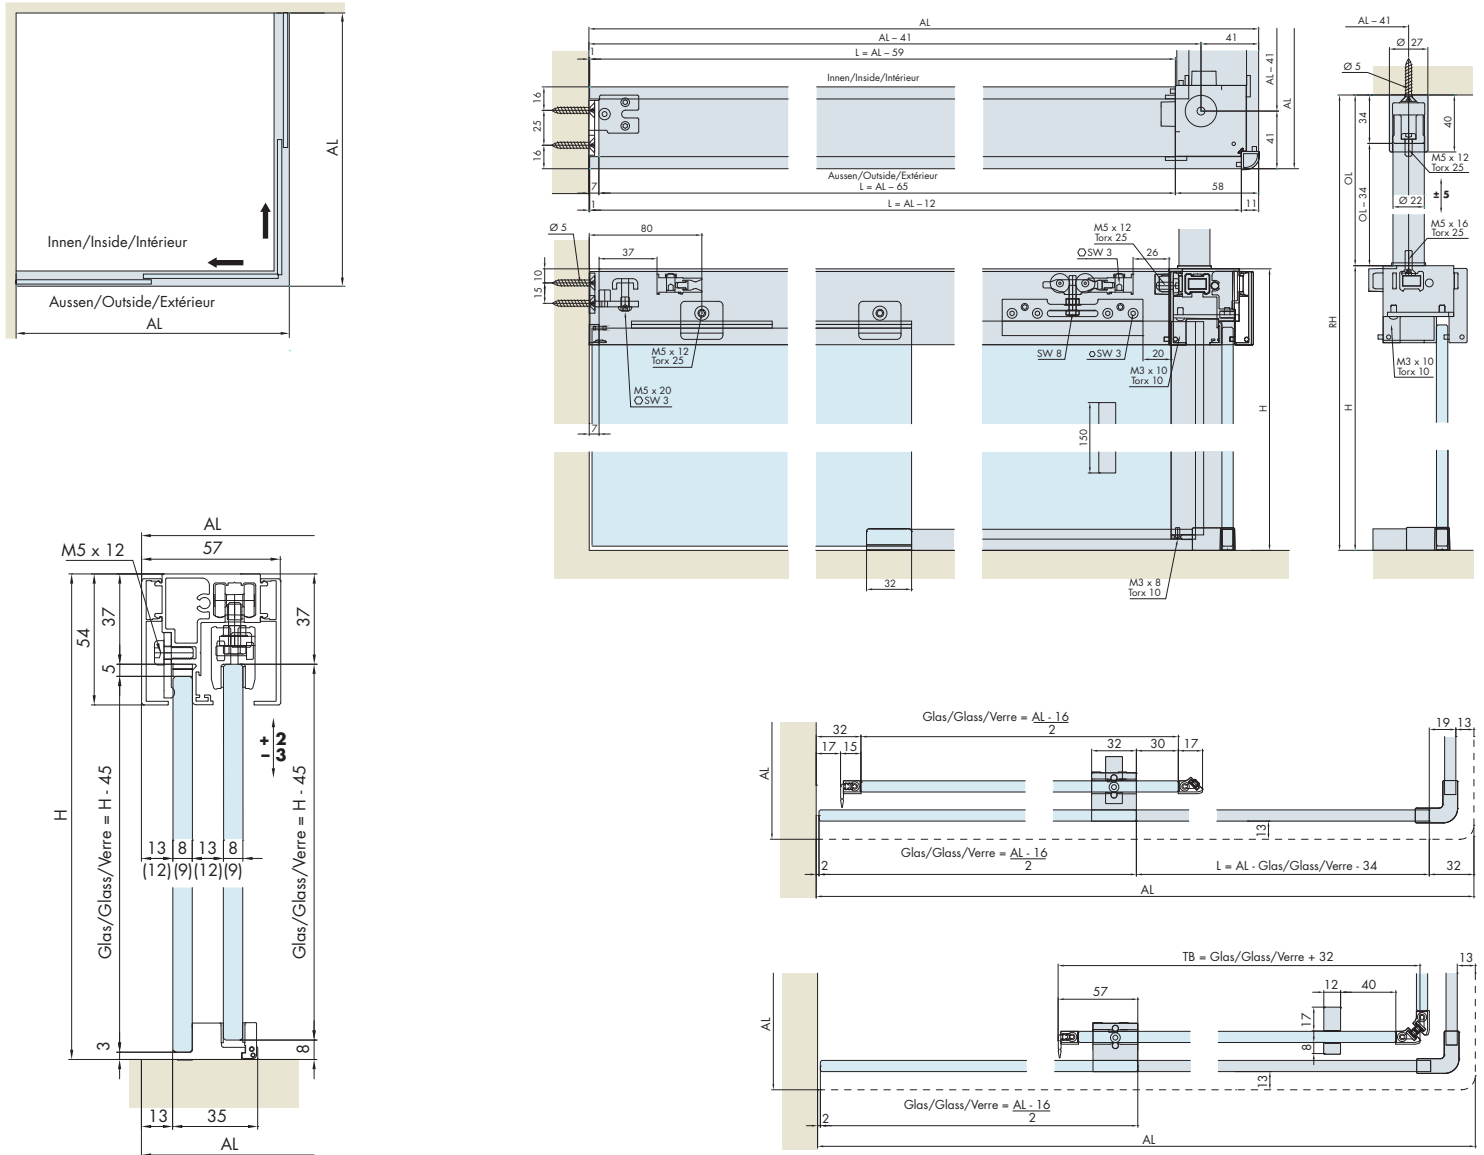 AL
Innen/Inside/Intérieur
Aussen/Outside/Extérieur
AL
AL
AL – 41
41
1
L = AL – 59
Innen/Inside/Intérieur
AL – 41
AL
16
25
16
41
Aussen/Outside/Extérieur
7
L = AL – 65
58
1
L = AL – 12
11
AL – 41
Ø 27
Ø 5
34
40
M5 x 12
Torx 25
OL
OL – 34
± 5
Ø 22
M5 x 16
Torx 25
RH
M3 x 10
Torx 10
H
Ø 5
80
M5 x 12
Torx 25
37
SW 3
26
10
15
M5 x 12
Torx 25
SW 8
SW 3
20
M3 x 10
Torx 10
M5 x 20
SW 3
7
150
H
32
M3 x 8
Torx 10
AL
57
M5 x 12
37
54
5
37
+ 2
– 3
H
Glas/Glass/Verre = H - 45
Glas/Glass/Verre = H - 45
13
8
13
8
(12)
(9)
(12)
(9)
3
8
13
35
AL
Glas/Glass/Verre = AL - 16
2
32
17
15
32
30
17
19
13
AL
13
Glas/Glass/Verre = AL - 16
2
2
L = AL - Glas/Glass/Verre - 34
32
AL
TB = Glas/Glass/Verre + 32
13
57
12
40
17
8
AL
13
Glas/Glass/Verre = AL - 16
2
2
AL